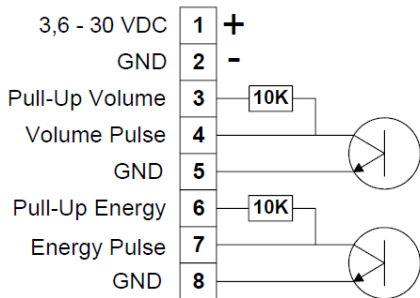 3,6 - 30 VDC 1 +
GND 2 -
Pull-Up Volume 3 10K
Volume Pulse 4
GND 5
Pull-Up Energy 6 10K
Energy Pulse 7
GND 8